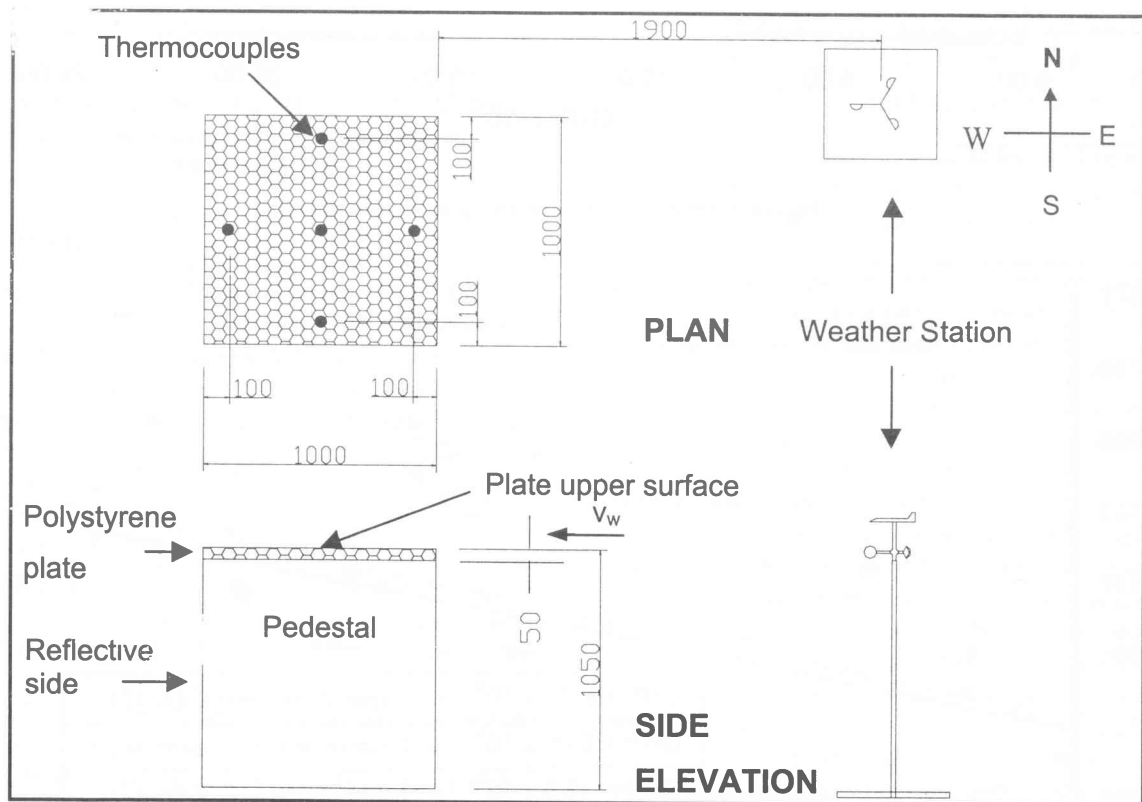 1900
Thermocouples
N
W
E
S
100
1000
100
PLAN
Weather Station
100
100
1000
Plate upper surface
Polystyrene
plate
vw
Pedestal
50
1050
Reflective
side
SIDE
ELEVATION